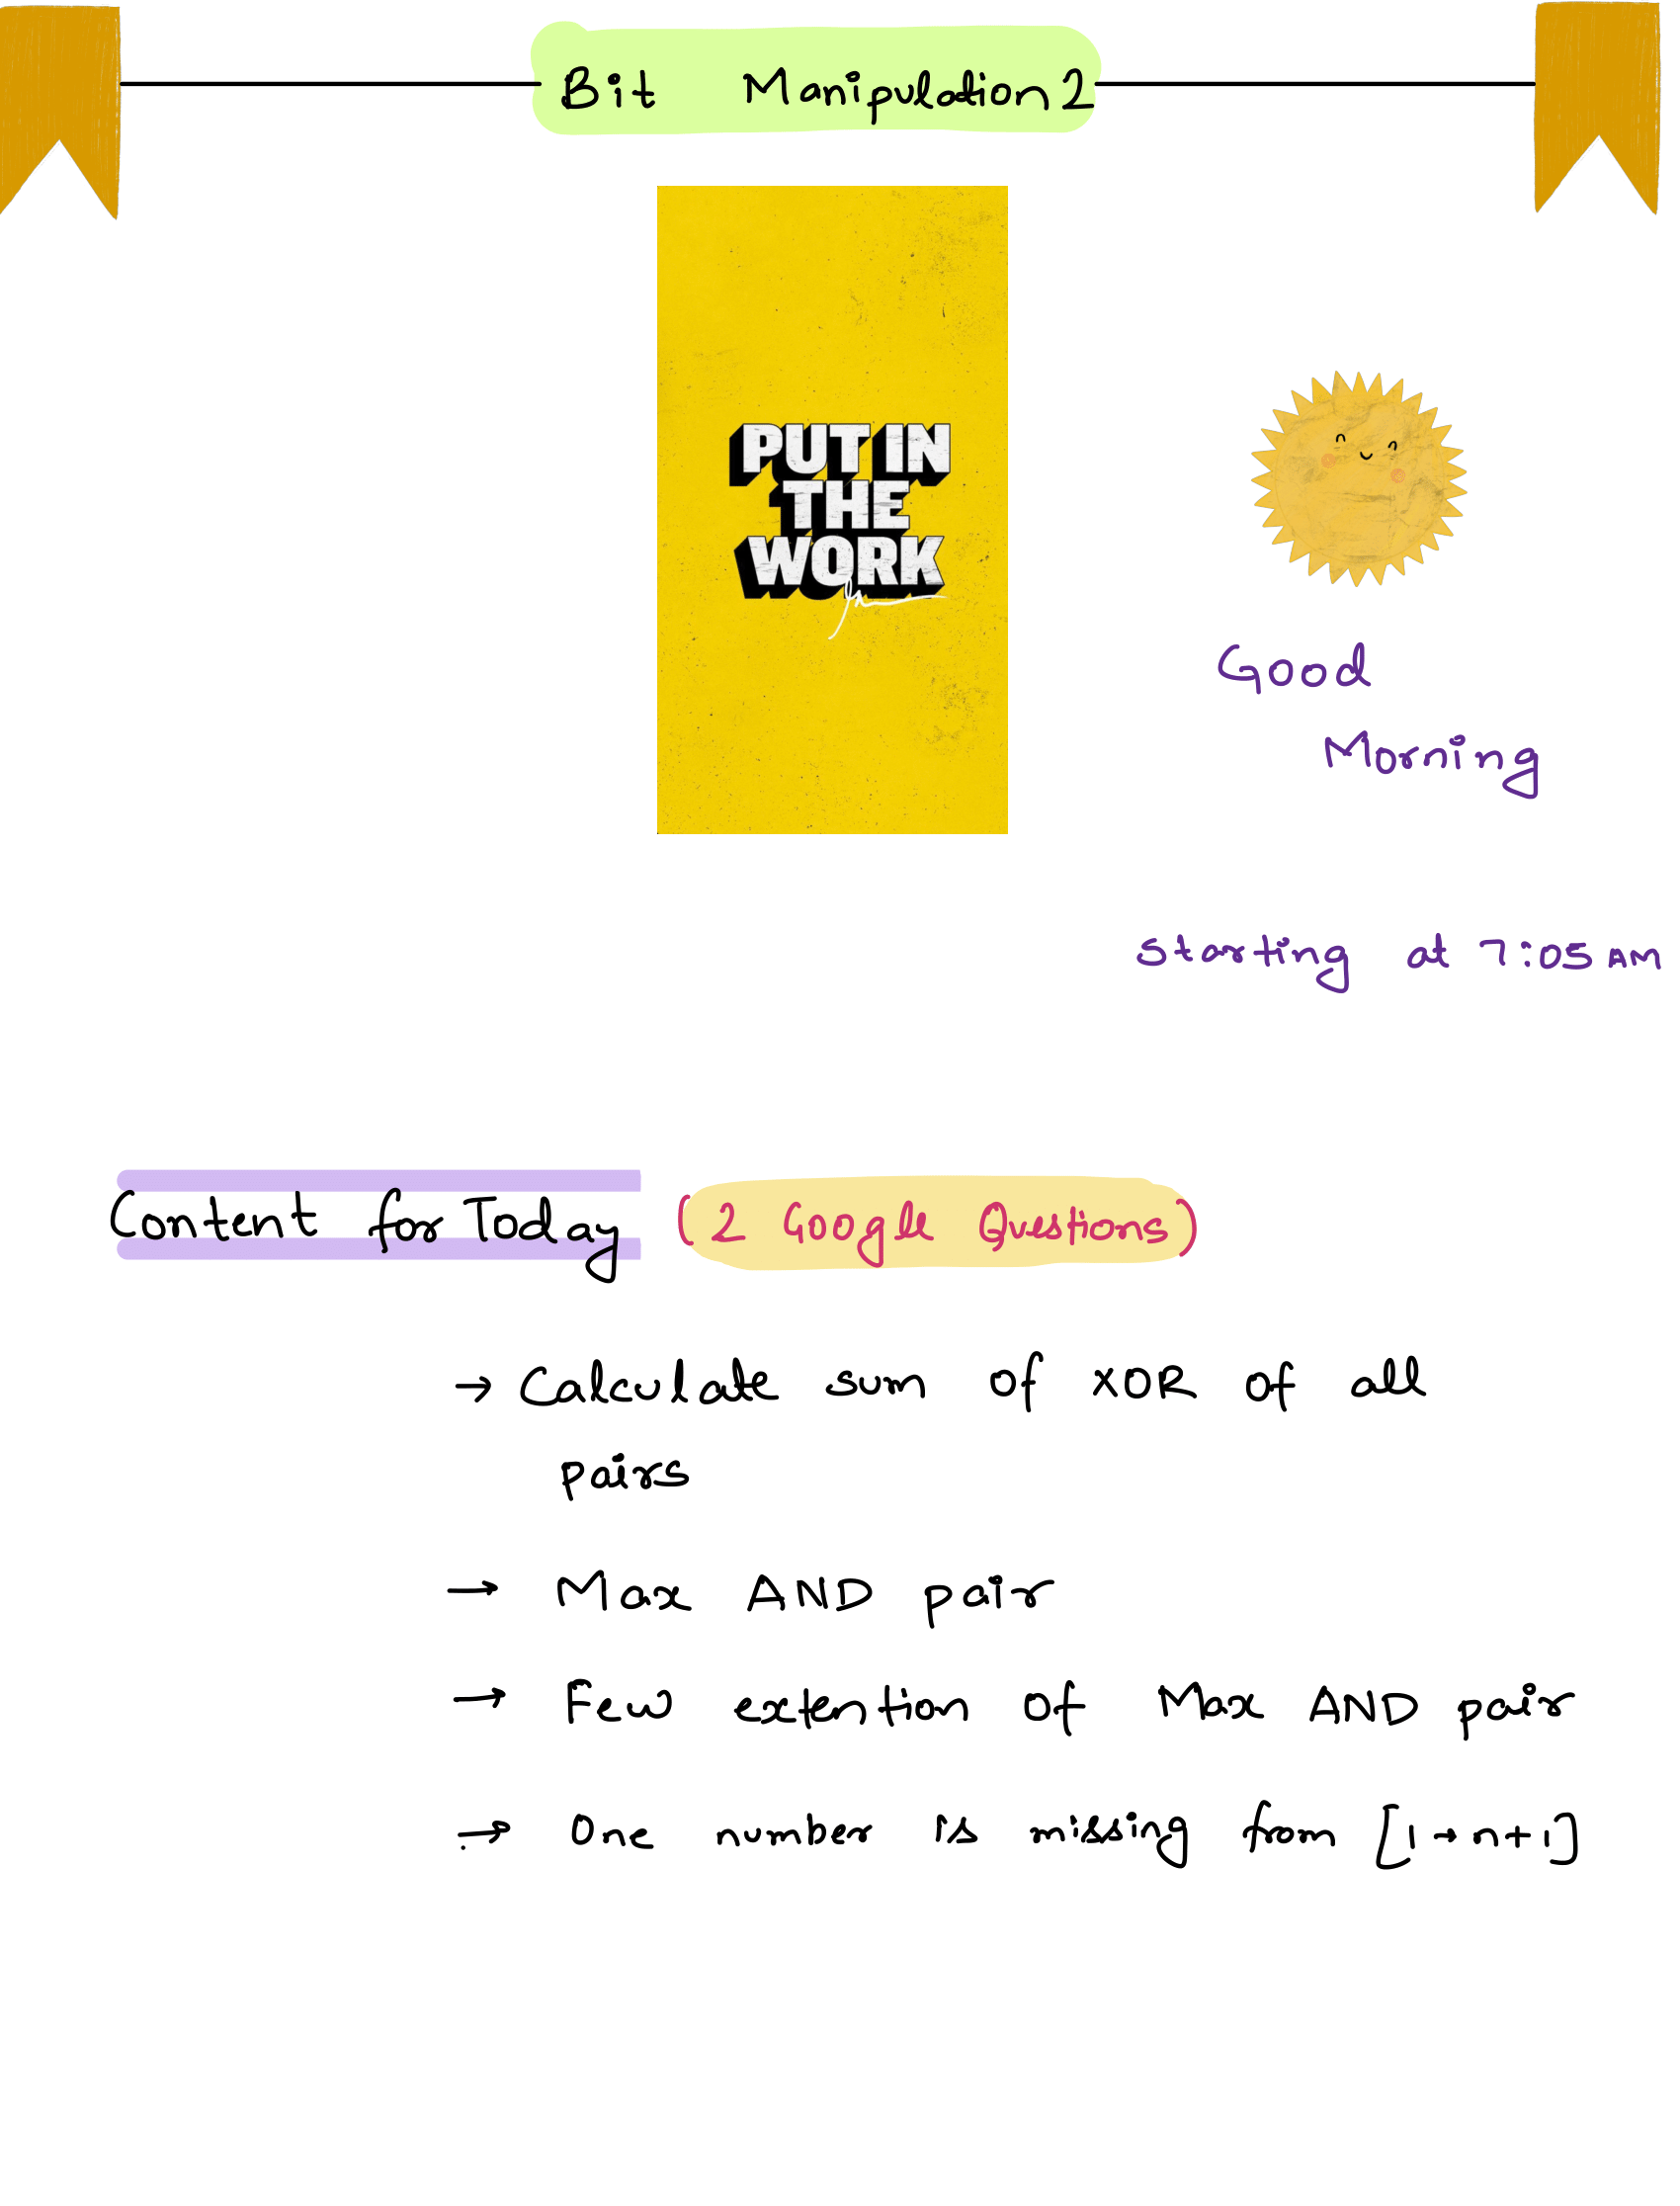 Bit Manipulation 2
PUT IN
THE
WORK
Good
Morning
starting at 7:05 AM
Content for Today (2 Google Questions)
→ Calculate sum of XOR of all
pairs
→ Max AND pair
→ Few extention of Max AND pair
→ One number is missing from [1 → n+1]